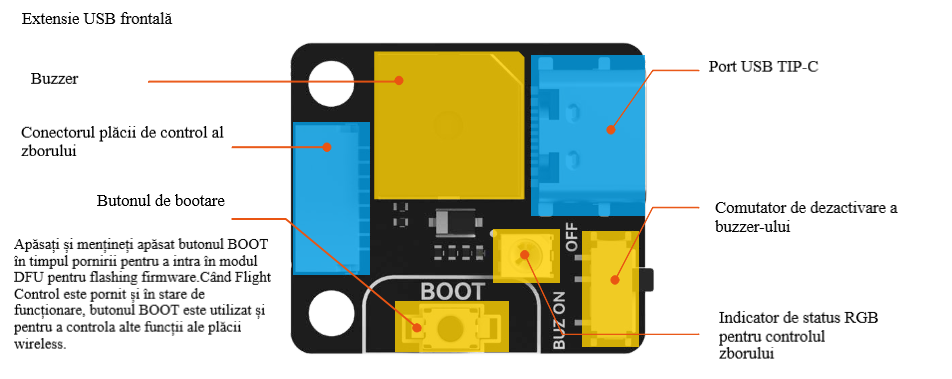 Extensie USB frontală
Buzzer
Port USB TIP-C
Conectorul plăcii de control al
zborului
Butonul de bootare
Comutator de dezactivare a
buzzer-ului
Apăsați și mențineți apăsat butonul BOOT
în timpul pornirii pentru a intra în modul
DFU pentru flashing firmware.Când Flight
Control este pornit și în stare de
funcționare, butonul BOOT este utilizat și
pentru a controla alte funcții ale plăcii
wireless.
OFF
BOOT
BUZ ON
Indicator de status RGB
pentru controlul
zborului